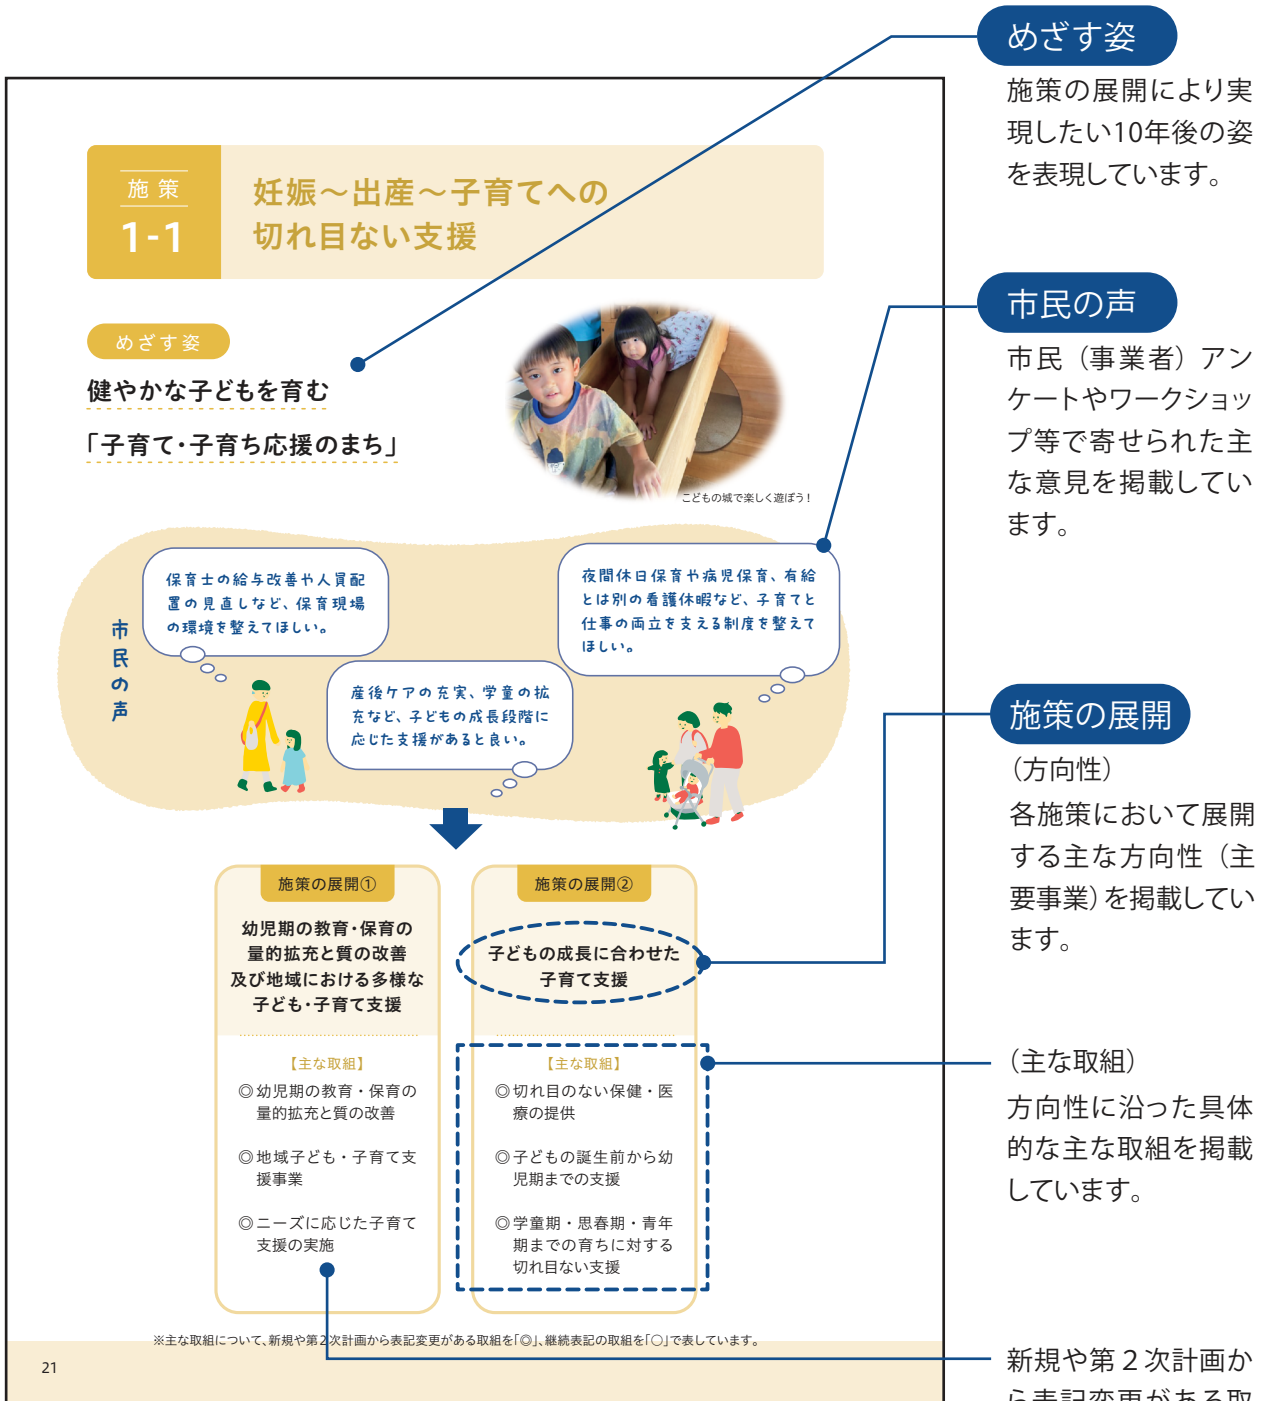 めざす姿
施策の展開により実
現したい10年後の姿
を表現しています。
施策
1-1
妊娠～出産～子育てへの
切れ目ない支援
めざす姿
健やかな子どもを育む
「子育て・子育ち応援のまち」
こどもの城で楽しく遊ぼう！
市民の声
市民（事業者）アン
ケートやワークショッ
プ等で寄せられた主
な意見を掲載してい
ます。
市民の声
保育士の給与改善や人員配
置の見直しなど、保育現場
の環境を整えてほしい。
産後ケアの充実、学童の拡
充など、子どもの成長段階に
応じた支援があると良い。
夜間休日保育や病児保育、有給
とは別の看護休暇など、子育てと
仕事の両立を支える制度を整えて
ほしい。
施策の展開
（方向性）
各施策において展開
する主な方向性（主
要事業）を掲載してい
ます。
施策の展開①
幼児期の教育・保育の
量的拡充と質の改善
及び地域における多様な
子ども・子育て支援
【主な取組】
◎幼児期の教育・保育の
量的拡充と質の改善
◎地域子ども・子育て支
援事業
◎ニーズに応じた子育て
支援の実施
施策の展開②
子どもの成長に合わせた
子育て支援
【主な取組】
◎切れ目のない保健・医
療の提供
◎子どもの誕生前から幼
児期までの支援
◎学童期・思春期・青年
期までの育ちに対する
切れ目ない支援
（主な取組）
方向性に沿った具体
的な主な取組を掲載
しています。
※主な取組について、新規や第2次計画から表記変更がある取組を「◎」、継続表記の取組を「○」で表しています。
21
新規や第２次計画か
ら表記変更がある取